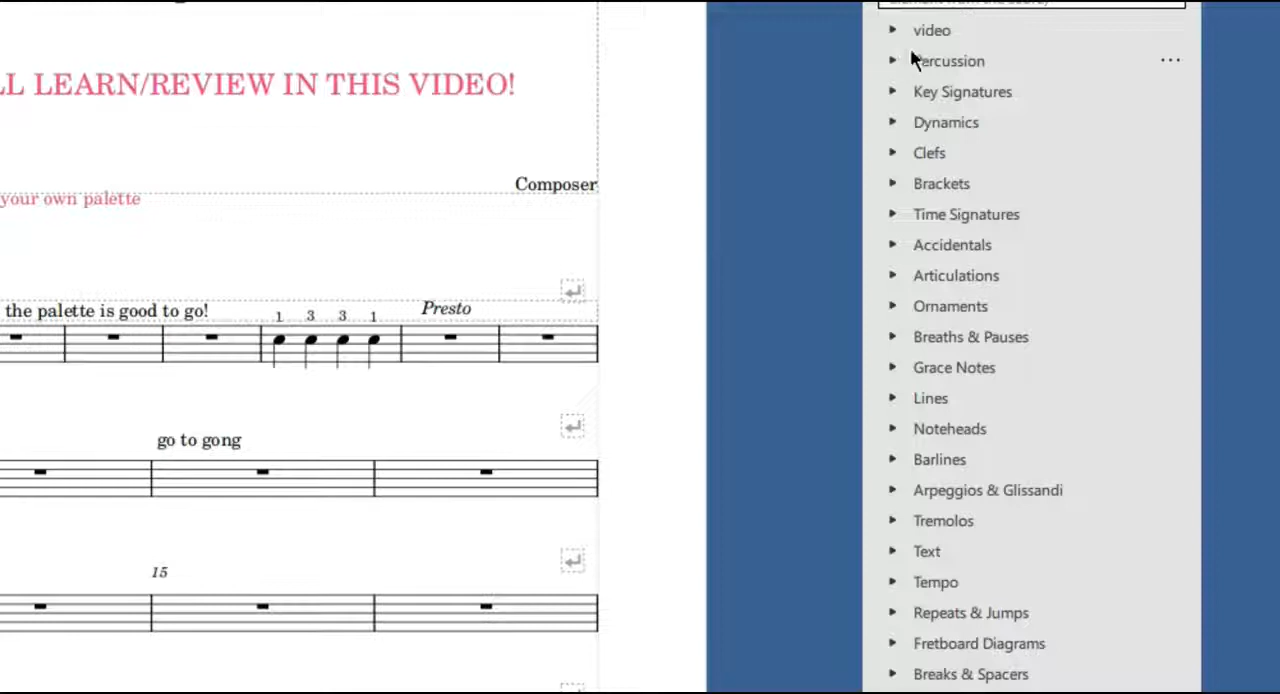 LL LEARN/REVIEW IN THIS VIDEO!
Composer
your own palette
the palette is good to go!
1 3 3 1
Presto
go to gong
15
video
Percussion
Key Signatures
Dynamics
Clefs
Brackets
Time Signatures
Accidentals
Articulations
Ornaments
Breaths & Pauses
Grace Notes
Lines
Noteheads
Barlines
Arpeggios & Glissandi
Tremolos
Text
Tempo
Repeats & Jumps
Fretboard Diagrams
Breaks & Spacers